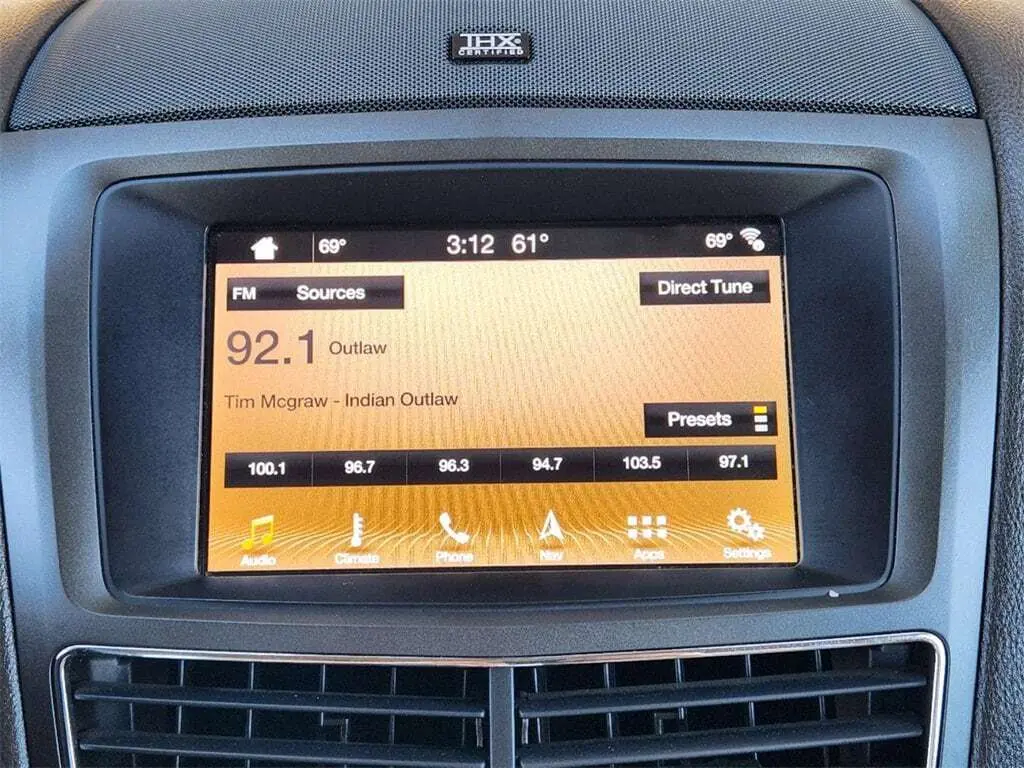 THX
CERTIFIED
69° 3:12 61° 69°
FM Sources Direct Tune
92.1 Outlaw
Tim Mcgraw - Indian Outlaw
Presets
100.1 96.7 96.3 94.7 103.5 97.1
Audio Climate Phone Nav Apps Settings